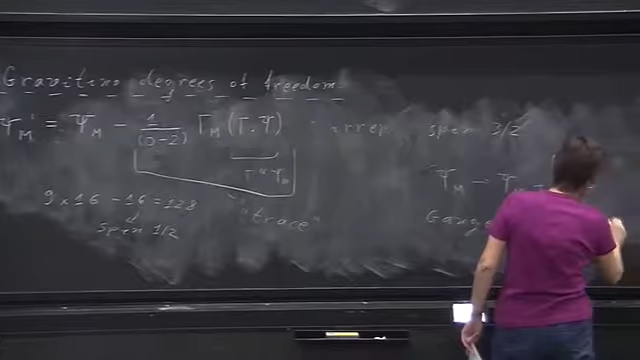 Gravitino degrees of freedom
Ψ'_M = Ψ_M - 1/(D-2) Γ_M (Γ·Ψ) irrep. spin 3/2
Γ^M Ψ_M
Ψ_M → Ψ_M +
9 x 16 - 16 = 128
"trace"
Gauge
spin 1/2